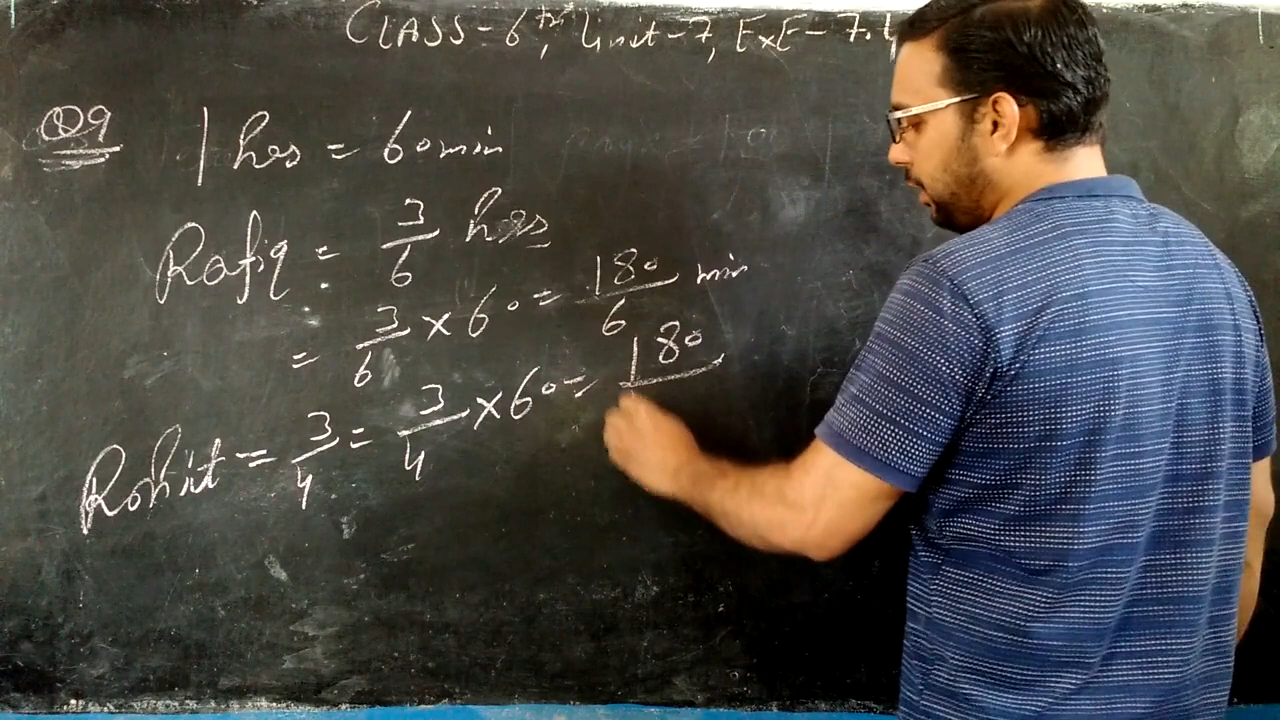 CLASS-6th, Unit-7, ExE-7.4
Q9
1 hrs = 60 min
Rafiq = 3/6 hrs
= 3/6 × 60 = 180/6 min
Rohit = 3/4 = 3/4 × 60 = 180